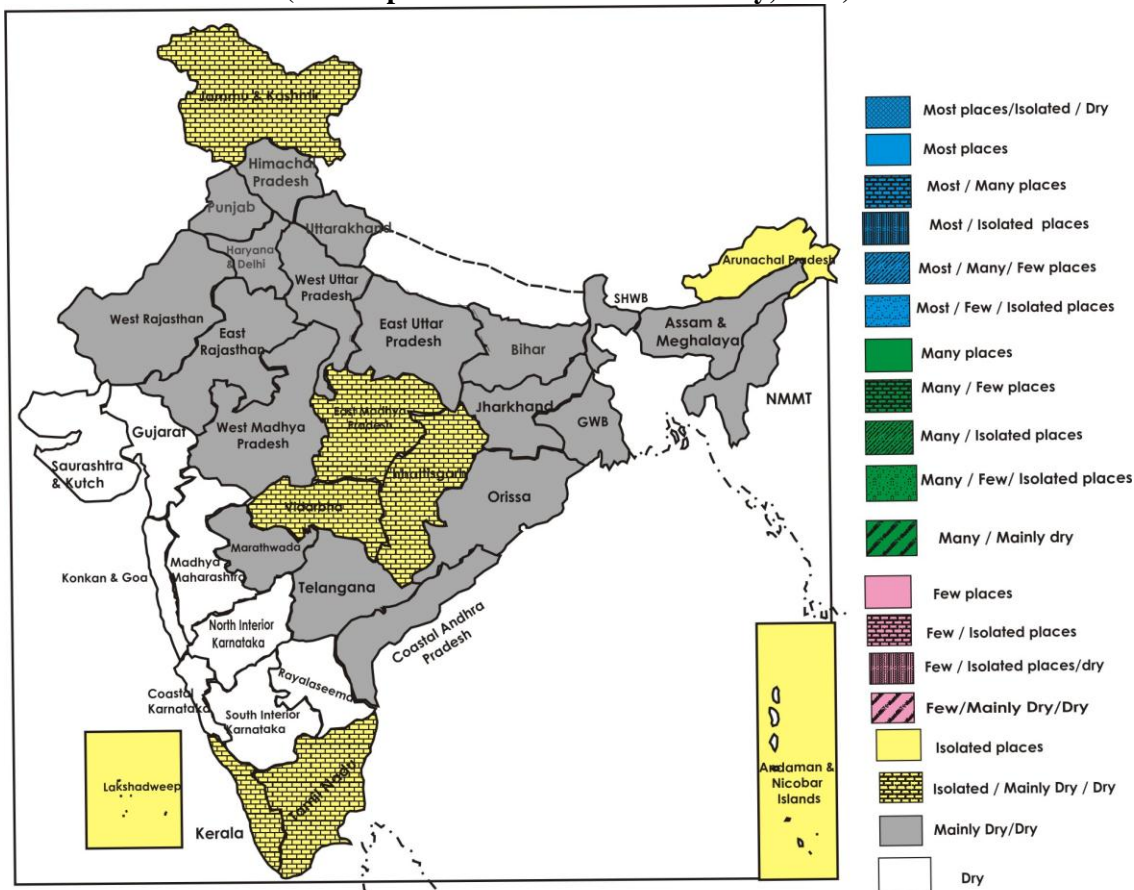 Jammu & Kashmir
Himachal
Pradesh
Punjab
Uttarakhand
Haryana
& Delhi
West Uttar
Pradesh
Arunachal Pradesh
SHWB
West Rajasthan
East
Rajasthan
East Uttar
Pradesh
Bihar
Assam &
Meghalaya
NMMT
Gujarat
West Madhya
Pradesh
East Madhya
Pradesh
Jharkhand
GWB
Saurashtra
& Kutch
Chhattisgarh
Orissa
Vidarbha
Marathwada
Madhya
Maharashtra
Konkan & Goa
Telangana
North Interior
Karnataka
Coastal Andhra
Pradesh
Rayalaseema
Coastal
Karnataka
South Interior
Karnataka
Lakshadweep
Kerala
Tamil Nadu
Andaman &
Nicobar
Islands
Most places/Isolated / Dry
Most places
Most / Many places
Most / Isolated places
Most / Many/ Few places
Most / Few / Isolated places
Many places
Many / Few places
Many / Isolated places
Many / Few/ Isolated places
Many / Mainly dry
Few places
Few / Isolated places
Few / Isolated places/dry
Few/Mainly Dry/Dry
Isolated places
Isolated / Mainly Dry / Dry
Mainly Dry/Dry
Dry